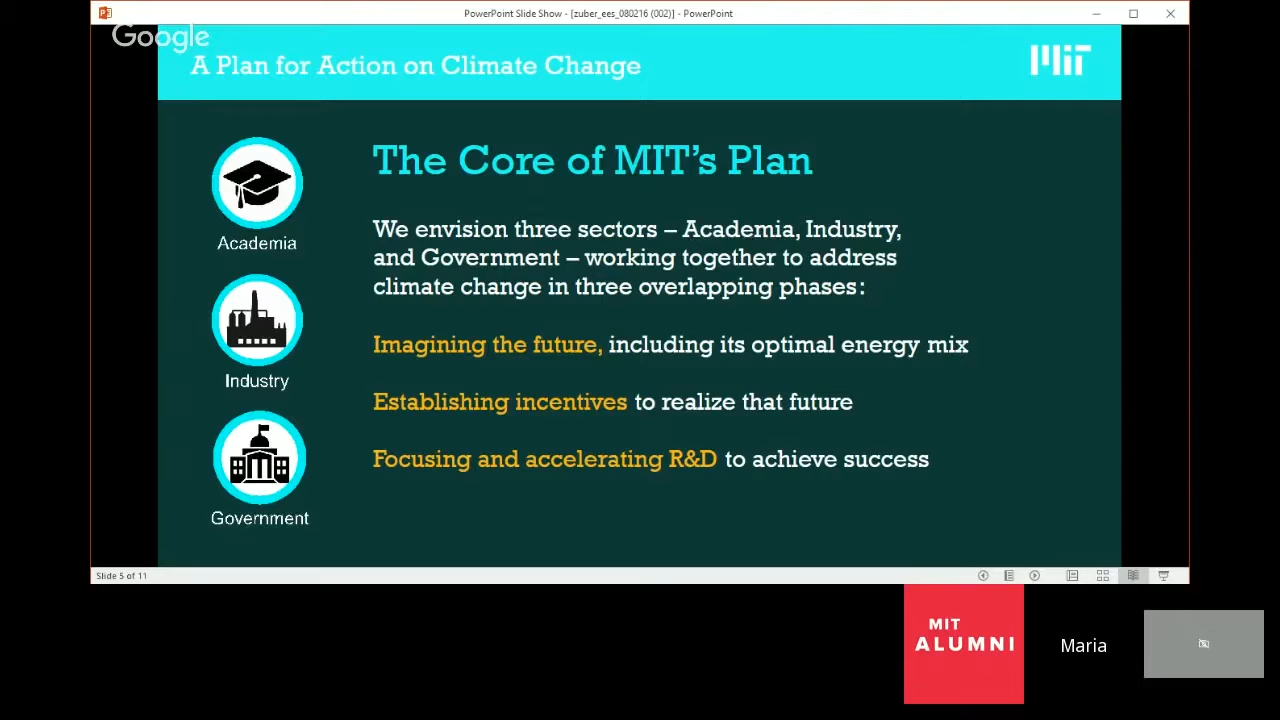 PowerPoint Slide Show - [zuber_ees_080216 (002)] - PowerPoint
Google
A Plan for Action on Climate Change
MIT
Academia
Industry
Government
The Core of MIT's Plan
We envision three sectors – Academia, Industry,
and Government – working together to address
climate change in three overlapping phases:
Imagining the future, including its optimal energy mix
Establishing incentives to realize that future
Focusing and accelerating R&D to achieve success
Slide 5 of 11
MIT
ALUMNI
Maria